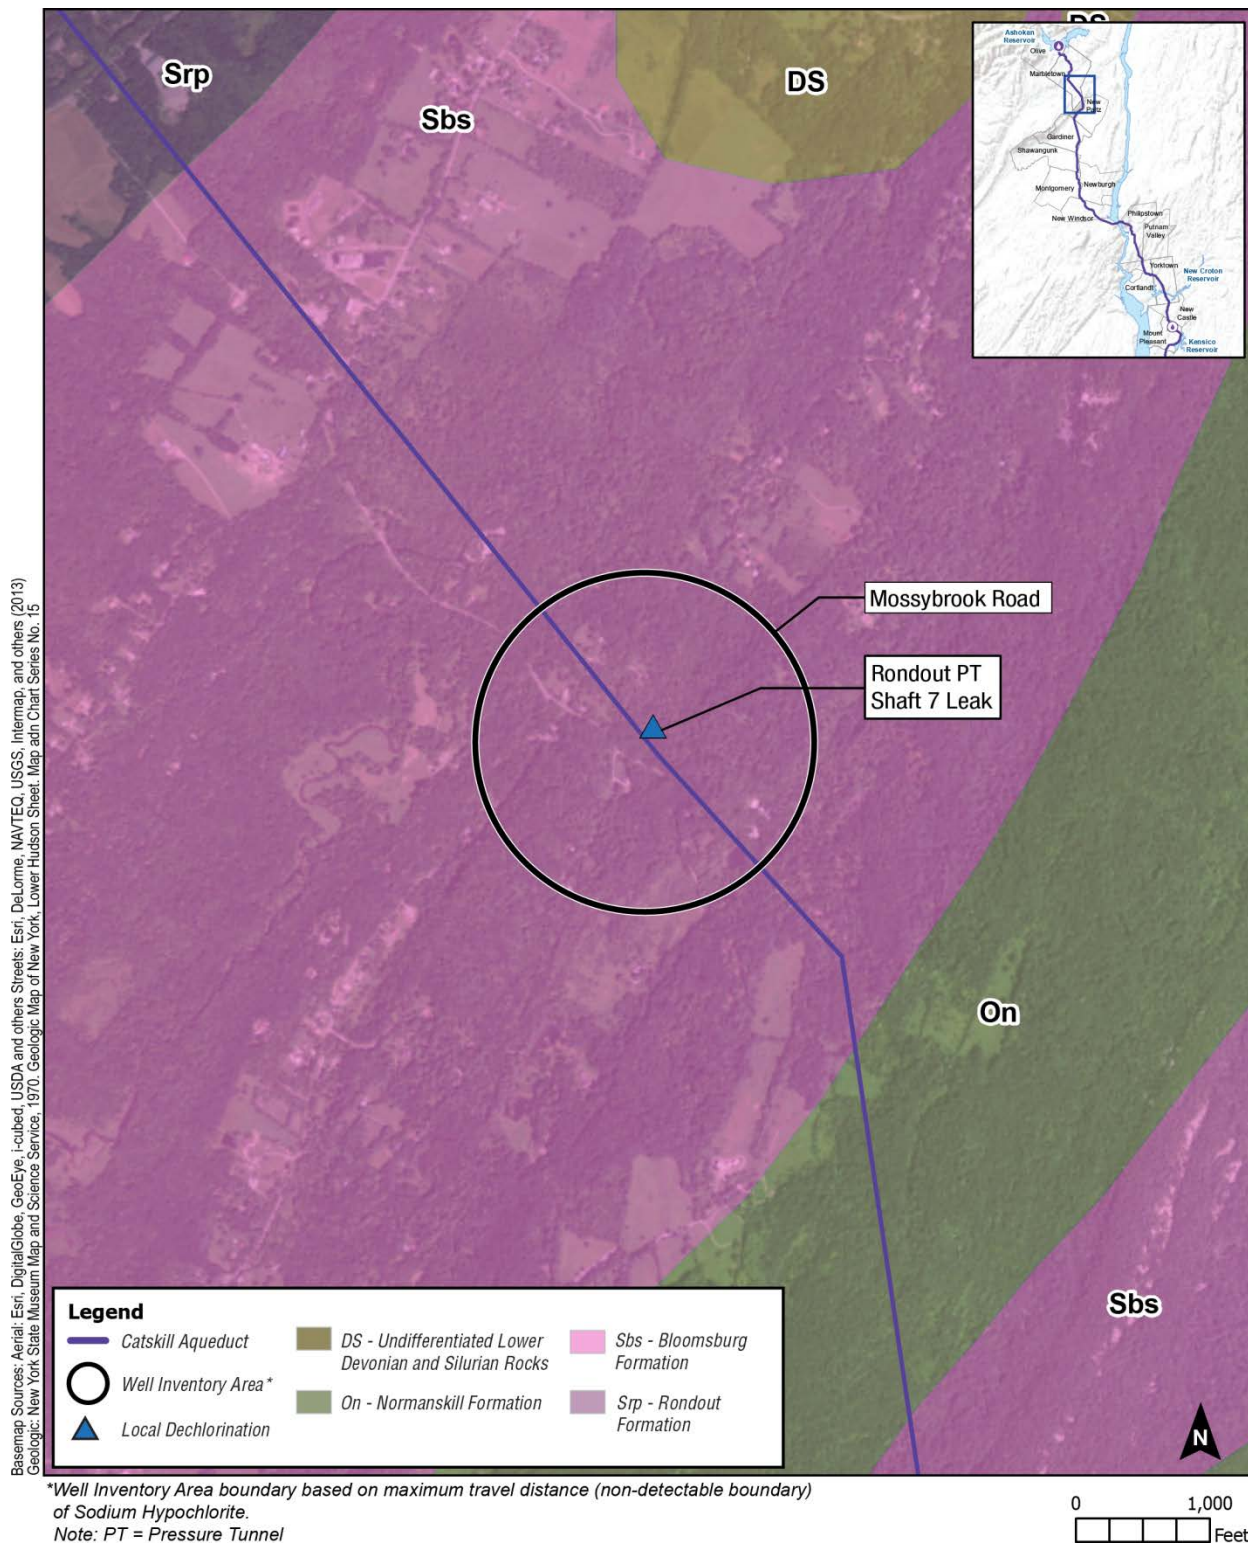 Srp
Sbs
DS
DS
Ashokan
Reservoir
Olive
Marbletown
New
Paltz
Gardiner
Shawangunk
Montgomery
Newburgh
New Windsor
Philipstown
Putnam
Valley
Yorktown
New Croton
Reservoir
Cortlandt
New
Castle
Mount
Pleasant
Kensico
Reservoir
Mossybrook Road
Rondout PT
Shaft 7 Leak
On
Sbs
Legend
Catskill Aqueduct
Well Inventory Area*
Local Dechlorination
DS - Undifferentiated Lower
Devonian and Silurian Rocks
On - Normanskill Formation
Sbs - Bloomsburg
Formation
Srp - Rondout
Formation
N
Basemap Sources: Aerial: Esri, DigitalGlobe, GeoEye, i-cubed, USDA and others Streets: Esri, DeLorme, NAVTEQ, USGS, Intermap, and others (2013)
Geologic: New York State Museum Map and Science Service, 1970. Geologic Map of New York, Lower Hudson Sheet. Map adn Chart Series No. 15
*Well Inventory Area boundary based on maximum travel distance (non-detectable boundary)
of Sodium Hypochlorite.
Note: PT = Pressure Tunnel
0 1,000
Feet